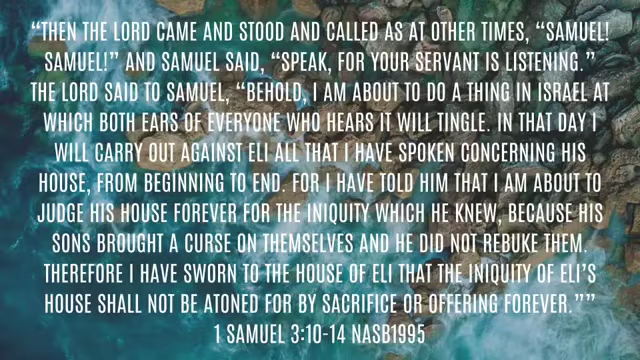 “THEN THE LORD CAME AND STOOD AND CALLED AS AT OTHER TIMES, “SAMUEL!
SAMUEL!” AND SAMUEL SAID, “SPEAK, FOR YOUR SERVANT IS LISTENING.”
THE LORD SAID TO SAMUEL, “BEHOLD, I AM ABOUT TO DO A THING IN ISRAEL AT
WHICH BOTH EARS OF EVERYONE WHO HEARS IT WILL TINGLE. IN THAT DAY I
WILL CARRY OUT AGAINST ELI ALL THAT I HAVE SPOKEN CONCERNING HIS
HOUSE, FROM BEGINNING TO END. FOR I HAVE TOLD HIM THAT I AM ABOUT TO
JUDGE HIS HOUSE FOREVER FOR THE INIQUITY WHICH HE KNEW, BECAUSE HIS
SONS BROUGHT A CURSE ON THEMSELVES AND HE DID NOT REBUKE THEM.
THEREFORE I HAVE SWORN TO THE HOUSE OF ELI THAT THE INIQUITY OF ELI’S
HOUSE SHALL NOT BE ATONED FOR BY SACRIFICE OR OFFERING FOREVER.””
1 SAMUEL 3:10-14 NASB1995